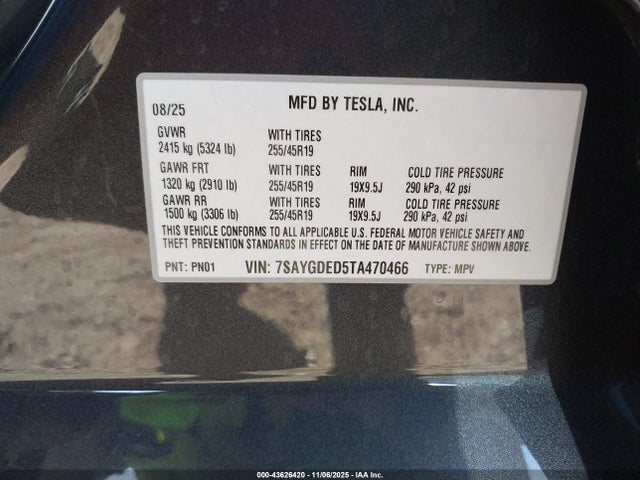 08/25 MFD BY TESLA, INC.
GVWR WITH TIRES
2415 kg (5324 lb) 255/45R19
GAWR FRT WITH TIRES RIM COLD TIRE PRESSURE
1320 kg (2910 lb) 255/45R19 19X9.5J 290 kPa, 42 psi
GAWR RR WITH TIRES RIM COLD TIRE PRESSURE
1500 kg (3306 lb) 255/45R19 19X9.5J 290 kPa, 42 psi
THIS VEHICLE CONFORMS TO ALL APPLICABLE U.S. FEDERAL MOTOR VEHICLE SAFETY AND
THEFT PREVENTION STANDARDS IN EFFECT ON THE DATE OF MANUFACTURE SHOWN ABOVE.
PNT: PN01 VIN: 7SAYGDED5TA470466 TYPE: MPV
000-43626420 - 11/06/2025 - IAA Inc.